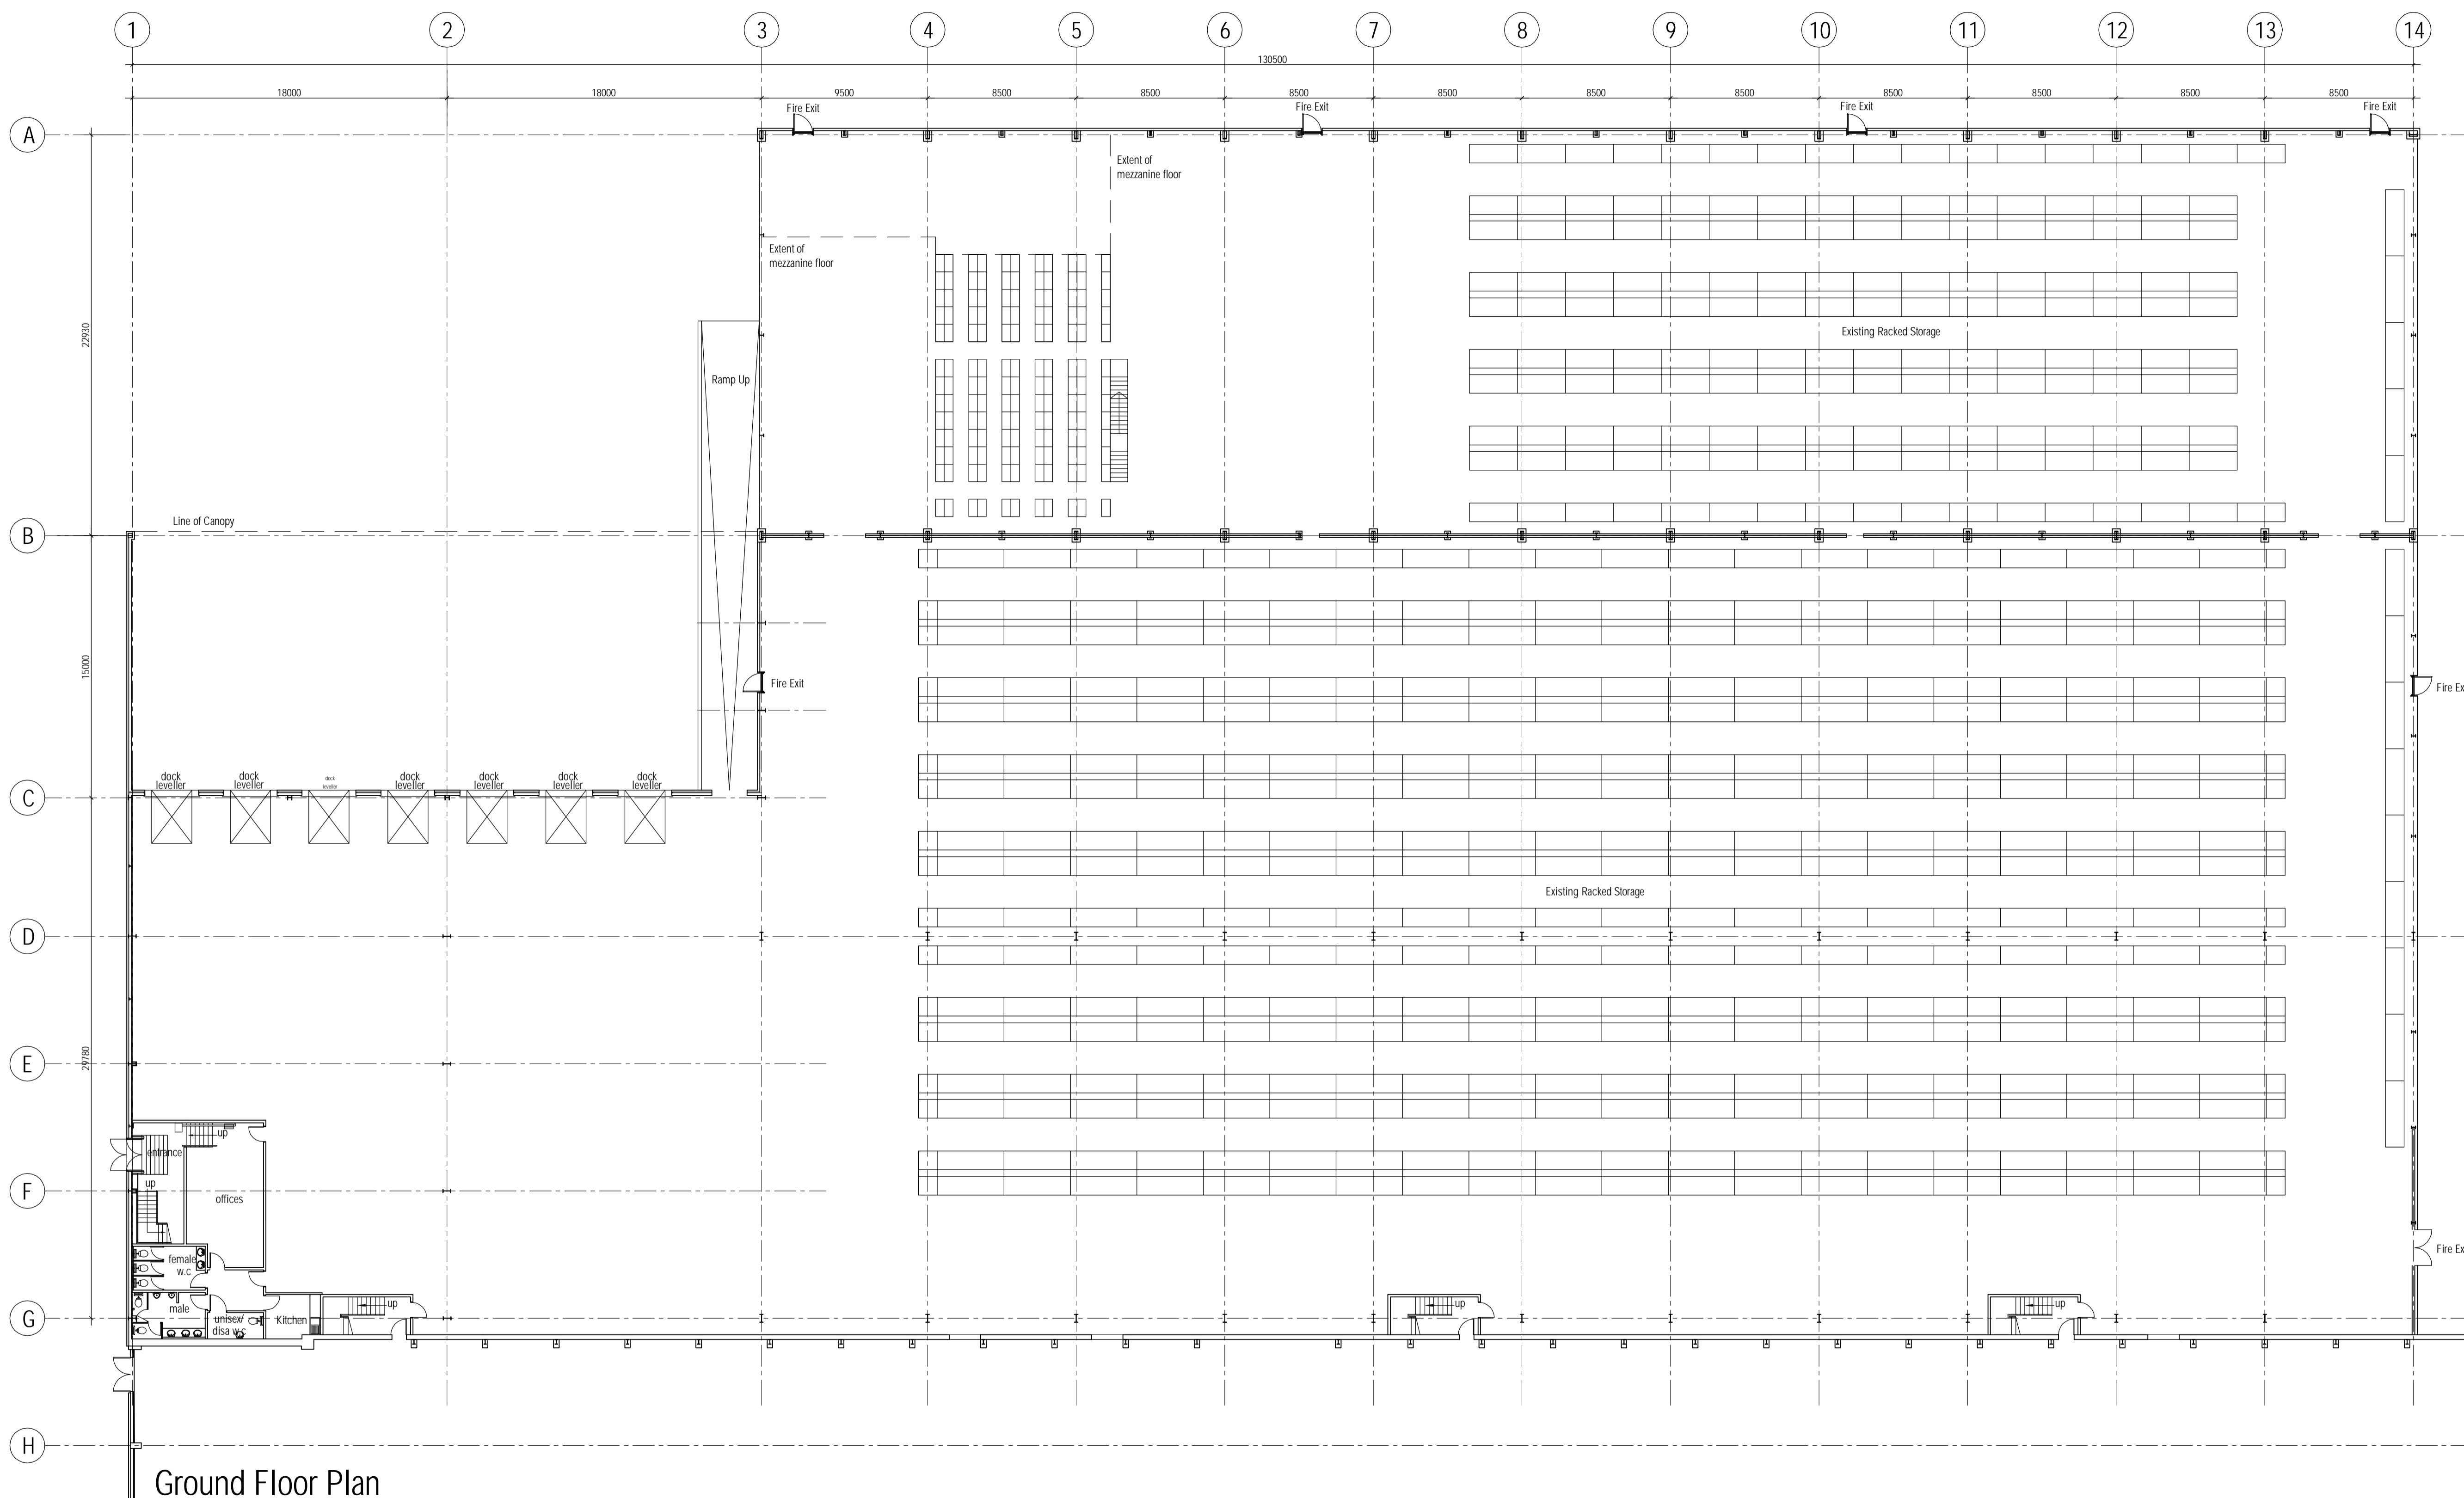 1 2 3 4 5 6 7 8 9 10 11 12 13 14
130500
18000 18000 9500 8500 8500 8500 8500 8500 8500 8500 8500 8500 8500
Fire Exit Fire Exit Fire Exit Fire Exit
A
Extent of
mezzanine floor
Extent of
mezzanine floor
22930
Existing Racked Storage
Ramp Up
Line of Canopy
B
15000
Fire Exit
Fire Ex
dock
leveller
dock
leveller
dock
leveller
dock
leveller
dock
leveller
dock
leveller
dock
leveller
C
Existing Racked Storage
D
29780
E
up
entrance
up
F
offices
female
w.c
Fire Ex
male
up
up
up
G
unisex/
disa w.c
Kitchen
H
Ground Floor Plan